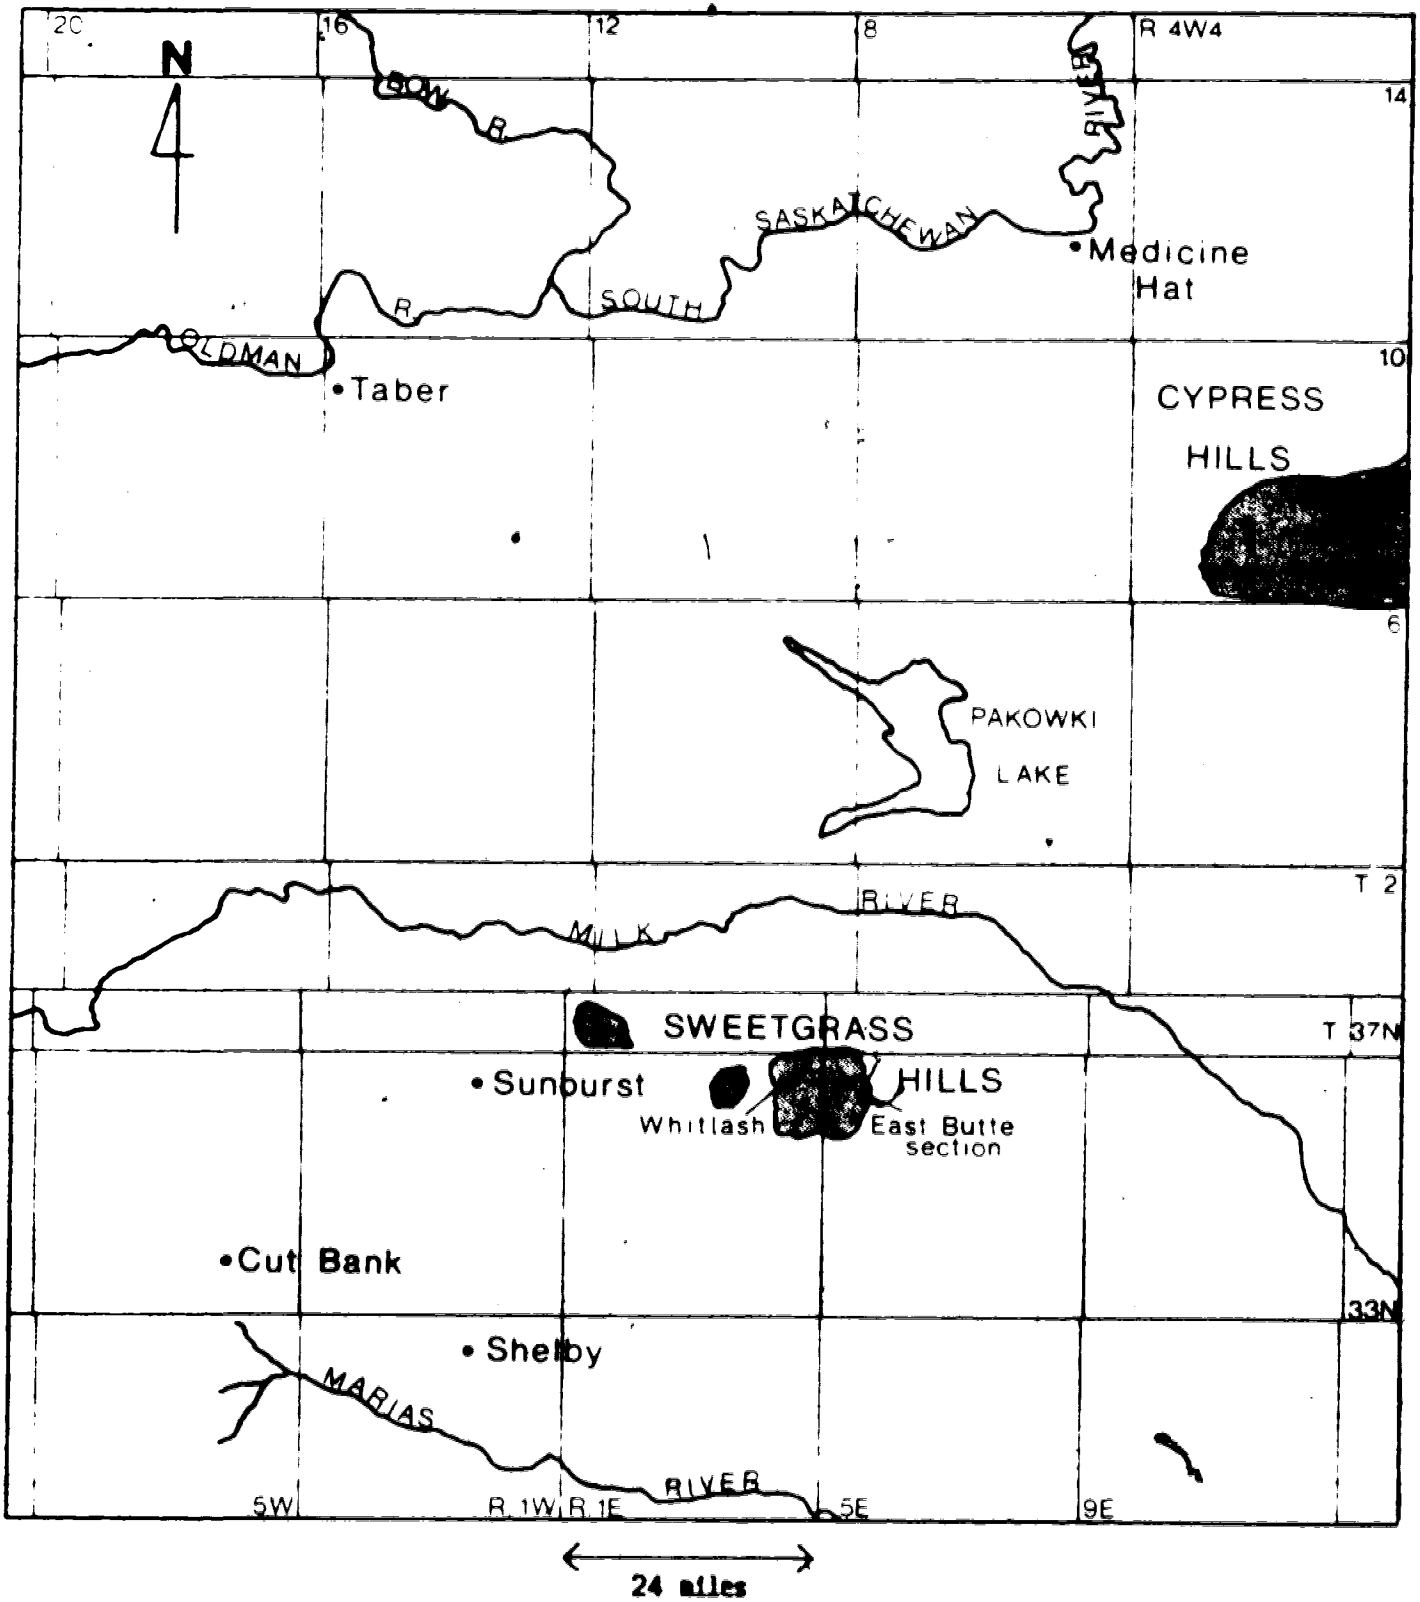 20 16 12 8 R 4W4
N
BOW R.
RIVER
14
SASKATCHEWAN
Medicine
Hat
SOUTH
R.
OLDMAN
10
Taber
CYPRESS
HILLS
6
PAKOWKI
LAKE
T 2
RIVER
MILK
SWEETGRASS
T 37N
Sunburst
HILLS
Whitlash
East Butte
section
Cut Bank
33N
Shelby
MARIAS
RIVER
5W R. 1W R. 1E 5E 9E
24 miles